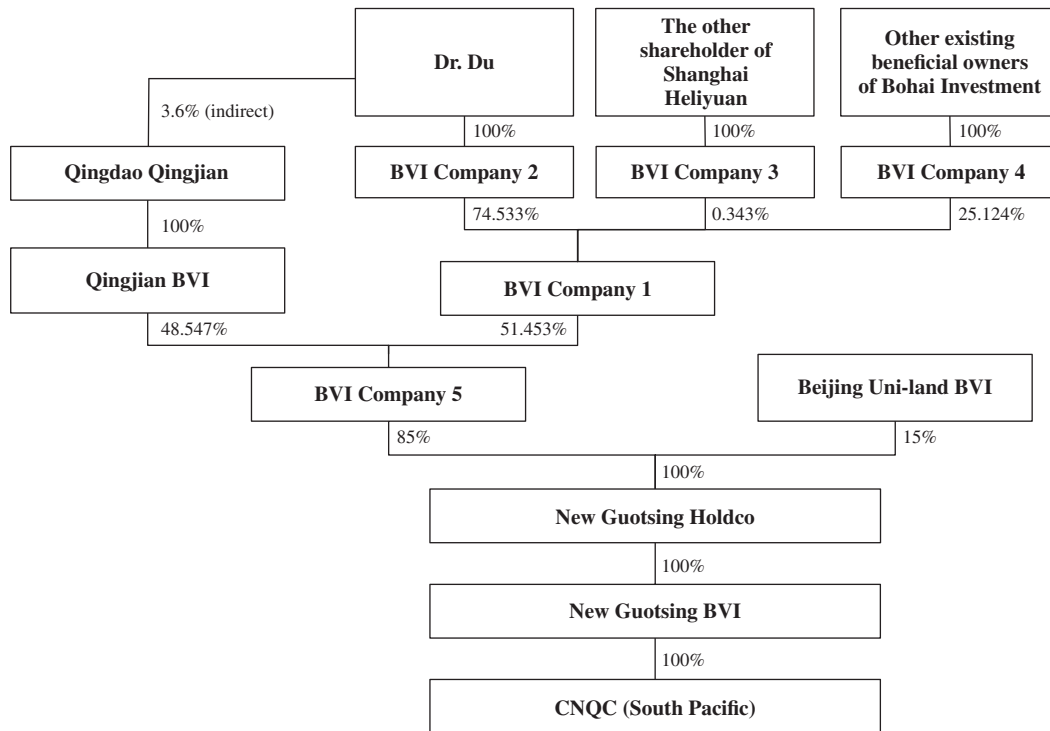 Dr. Du
The other
shareholder of
Shanghai
Heliyuan
Other existing
beneficial owners
of Bohai Investment
3.6% (indirect)
100%
100%
100%
Qingdao Qingjian
BVI Company 2
BVI Company 3
BVI Company 4
100%
74.533%
0.343%
25.124%
Qingjian BVI
BVI Company 1
48.547%
51.453%
BVI Company 5
Beijing Uni-land BVI
85%
15%
100%
New Guotsing Holdco
100%
New Guotsing BVI
100%
CNQC (South Pacific)